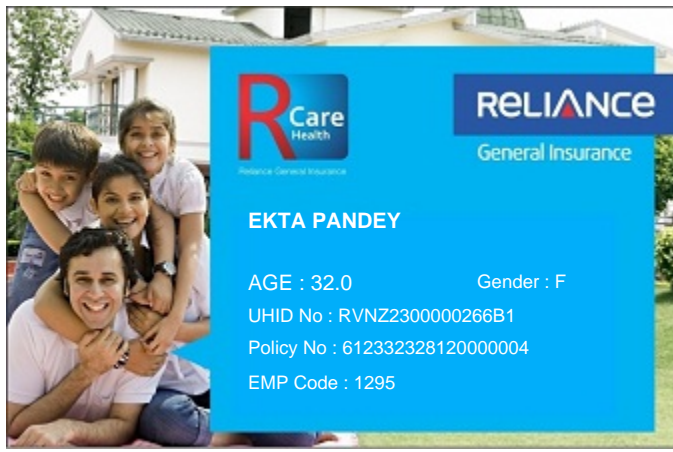 R Care
Health
Reliance General Insurance
RELIANCE
General Insurance
EKTA PANDEY
AGE : 32.0 Gender : F
UHID No : RVNZ2300000266B1
Policy No : 612332328120000004
EMP Code : 1295